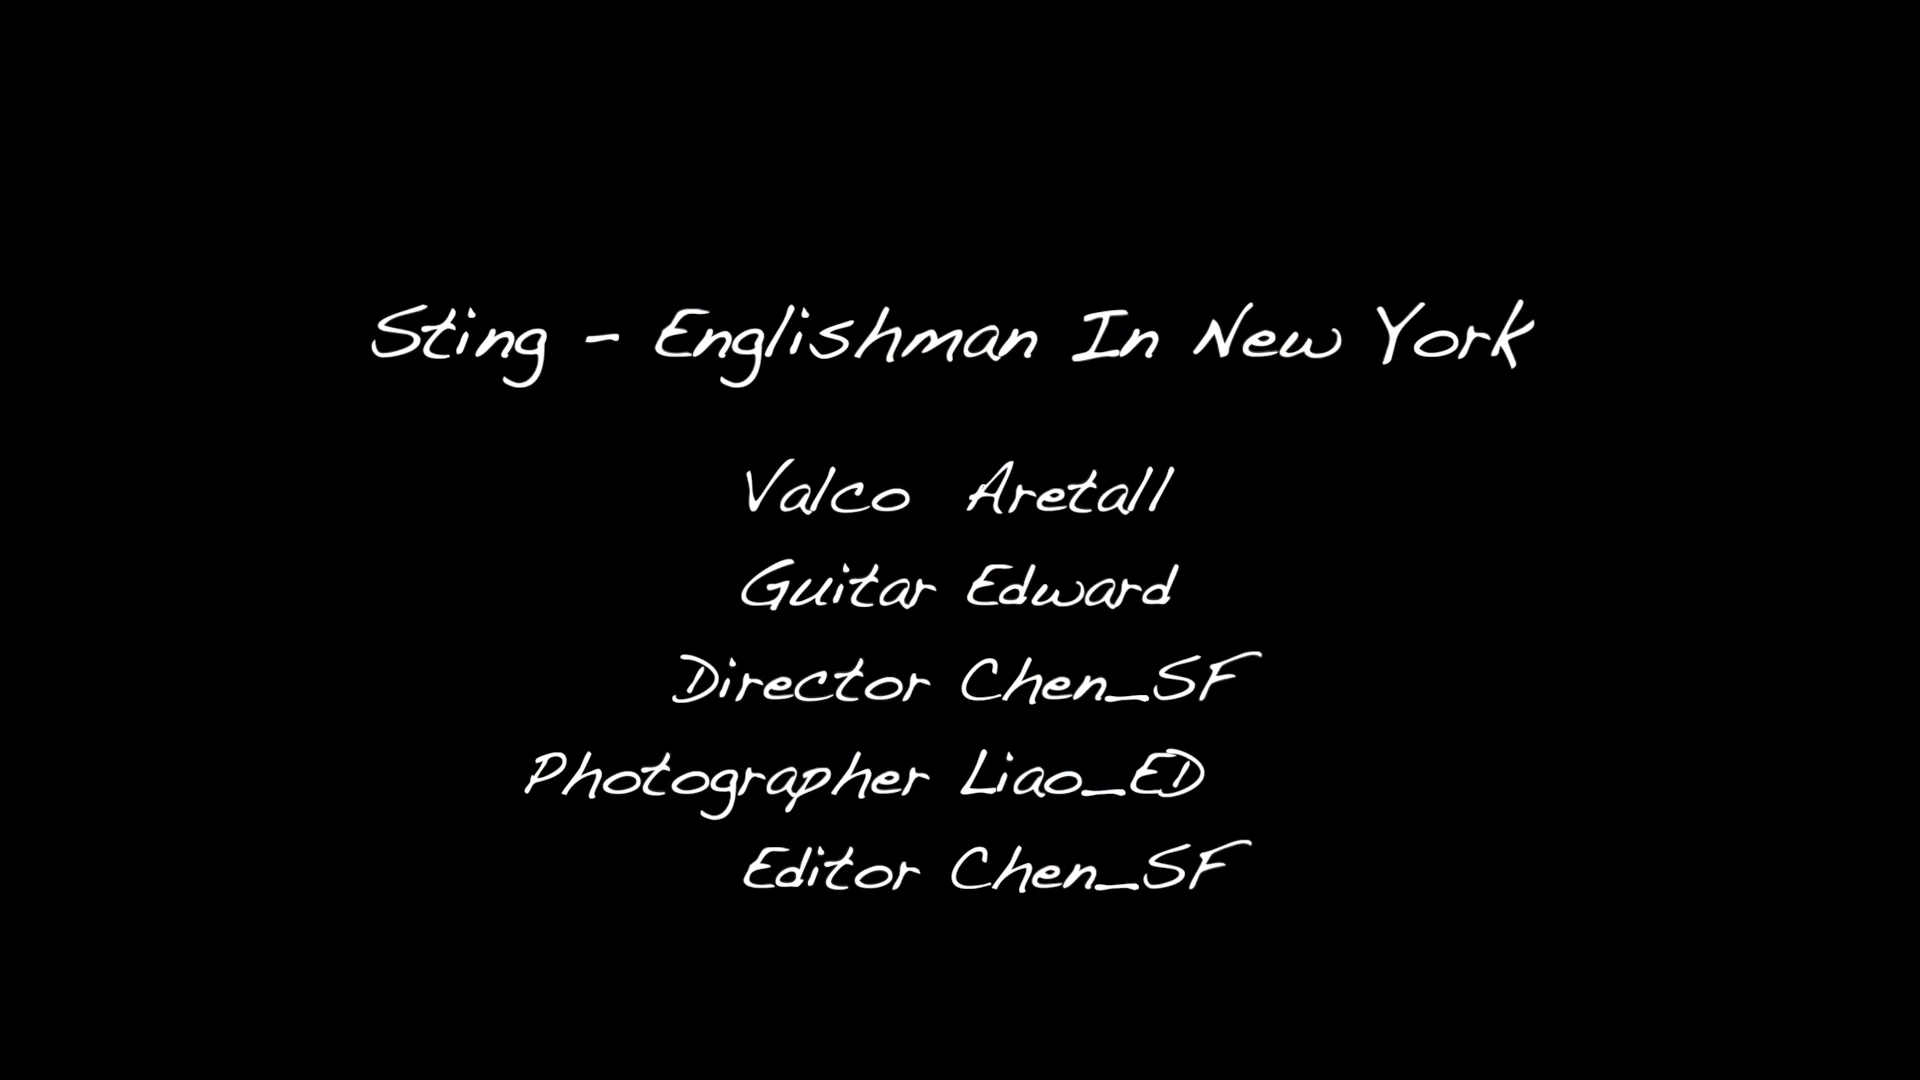 Sting - Englishman In New York
Valco Aretall
Guitar Edward
Director Chen_SF
Photographer Liao_ED
Editor Chen_SF